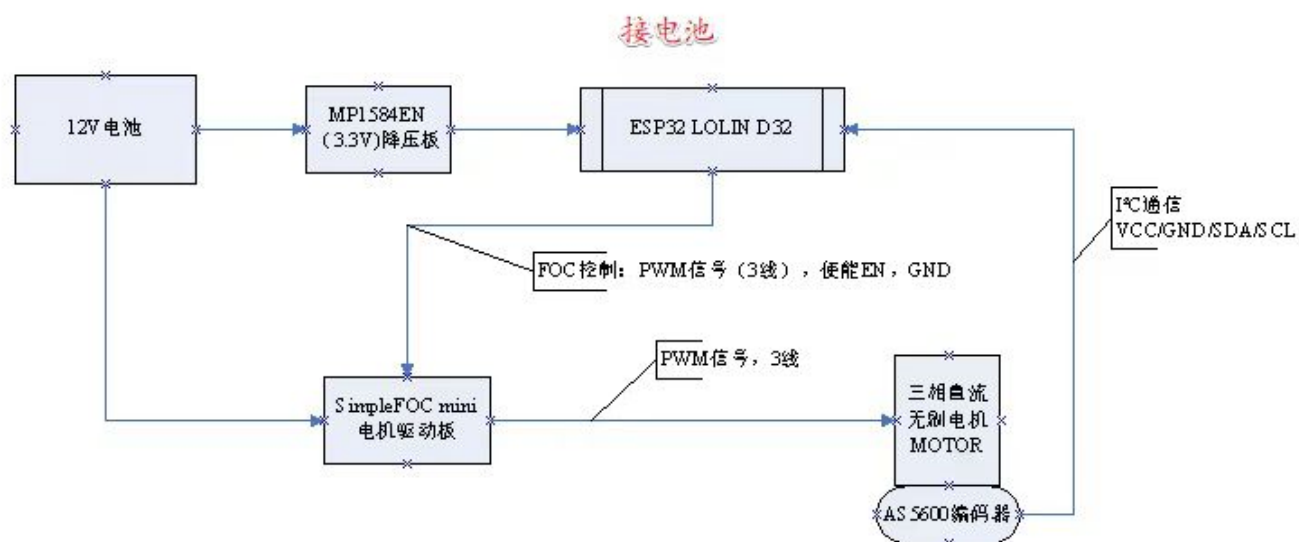 接电池
12V电池
MP1584EN
(3.3V)降压板
ESP32 LOLIN D32
I²C通信
VCC/GND/SDA/SCL
FOC控制：PWM信号（3线），使能EN，GND
PWM信号，3线
SimpleFOC mini
电机驱动板
三相直流
无刷电机
MOTOR
AS5600编码器